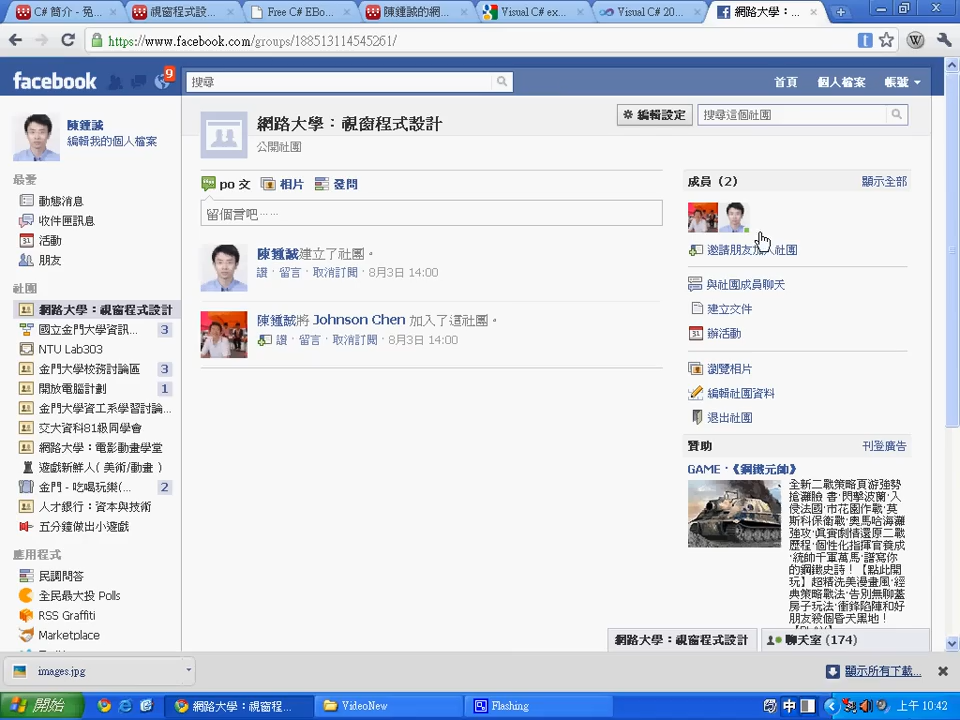 C# 簡介 - 免...
視窗程式設...
Free C# EBo...
陳鍾誠的網...
Visual C# ex...
Visual C# 20...
網路大學：...
https://www.facebook.com/groups/188513114545261/
facebook
9
搜尋
首頁
個人檔案
帳號
陳鍾誠
編輯我的個人檔案
最愛
動態消息
收件匣訊息
活動
朋友
社團
網路大學：視窗程式設計
國立金門大學資訊... 3
NTU Lab303
金門大學校務討論區 3
開放電腦計劃 1
金門大學資工系學習討論...
交大資科81級同學會
網路大學：電影動畫學堂
遊戲新鮮人( 美術/動畫 )
金門 - 吃喝玩樂(... 2
人才銀行：資本與技術
五分鐘做出小遊戲
應用程式
民調問答
全民最大投 Polls
RSS Graffiti
Marketplace
網路大學：視窗程式設計
公開社團
編輯設定
搜尋這個社團
po 文
相片
發問
留個言吧……
陳鍾誠建立了社團。
讚 · 留言 · 取消訂閱 · 8月3日 14:00
陳鍾誠將 Johnson Chen 加入了這社團。
讚 · 留言 · 取消訂閱 · 8月3日 14:00
成員 (2)
顯示全部
邀請朋友加入社團
與社團成員聊天
建立文件
31 辦活動
瀏覽相片
編輯社團資料
退出社團
贊助
刊登廣告
GAME·《鋼鐵元帥》
全新二戰策略頁游強勢
搶灘臉 書·閃擊波蘭·入
侵法國·市花園作戰·莫
斯科保衛戰·奧馬哈海灘
強攻·真實劇情還原二戰
歷程·個性化指揮官養成
·統帥千軍萬馬·譜寫你
的鋼鐵史詩！【點此開
玩】超精洗美漫畫風·經
典策略戰法·告別無聊蓋
房子玩法·衝鋒陷陣和好
朋友殺個昏天黑地！
網路大學：視窗程式設計
聊天室 (174)
images.jpg
顯示所有下載...
開始
網路大學：視窗程...
VideoNew
Flashing
中
上午 10:42